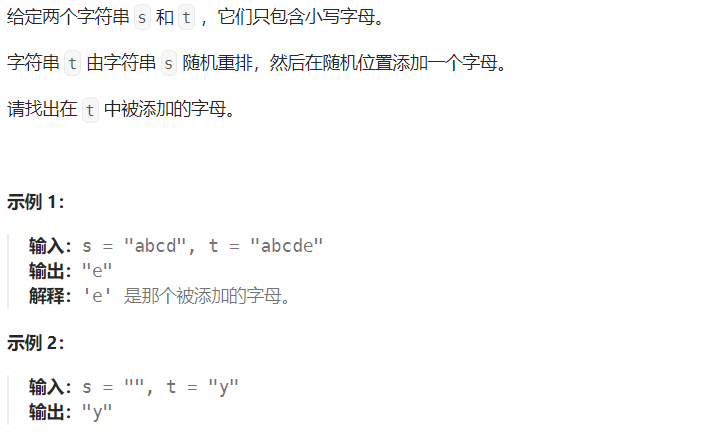 给定两个字符串 s 和 t ，它们只包含小写字母。
字符串 t 由字符串 s 随机重排，然后在随机位置添加一个字母。
请找出在 t 中被添加的字母。
示例 1：
输入：s = "abcd", t = "abcde"
输出："e"
解释：'e' 是那个被添加的字母。
示例 2：
输入：s = "", t = "y"
输出："y"